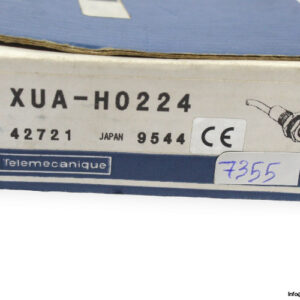 XUA-H0224
42721 JAPAN 9544 CE
7355
Telemecanique